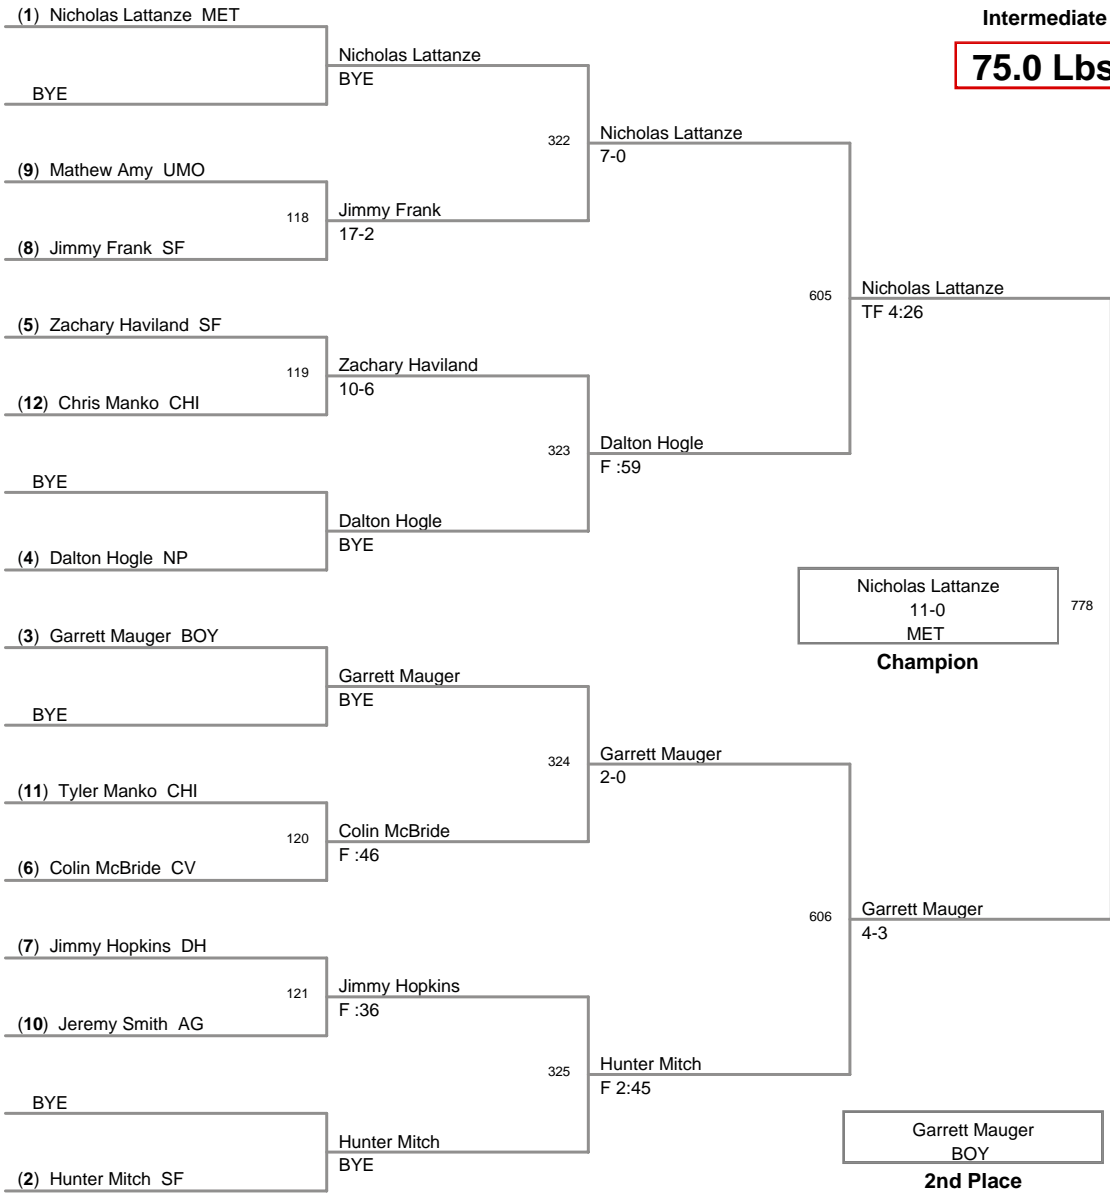 (1) Nicholas Lattanze MET
Intermediate
75.0 Lbs
Nicholas Lattanze
BYE
BYE
322
Nicholas Lattanze
7-0
(9) Mathew Amy UMO
118
Jimmy Frank
17-2
(8) Jimmy Frank SF
605
Nicholas Lattanze
TF 4:26
(5) Zachary Haviland SF
119
Zachary Haviland
10-6
(12) Chris Manko CHI
323
Dalton Hogle
F :59
BYE
Dalton Hogle
BYE
(4) Dalton Hogle NP
Nicholas Lattanze
11-0
MET
778
Champion
(3) Garrett Mauger BOY
Garrett Mauger
BYE
BYE
324
Garrett Mauger
2-0
(11) Tyler Manko CHI
120
Colin McBride
F :46
(6) Colin McBride CV
606
Garrett Mauger
4-3
(7) Jimmy Hopkins DH
121
Jimmy Hopkins
F :36
(10) Jeremy Smith AG
325
Hunter Mitch
F 2:45
BYE
Hunter Mitch
BYE
(2) Hunter Mitch SF
Garrett Mauger
BOY
2nd Place